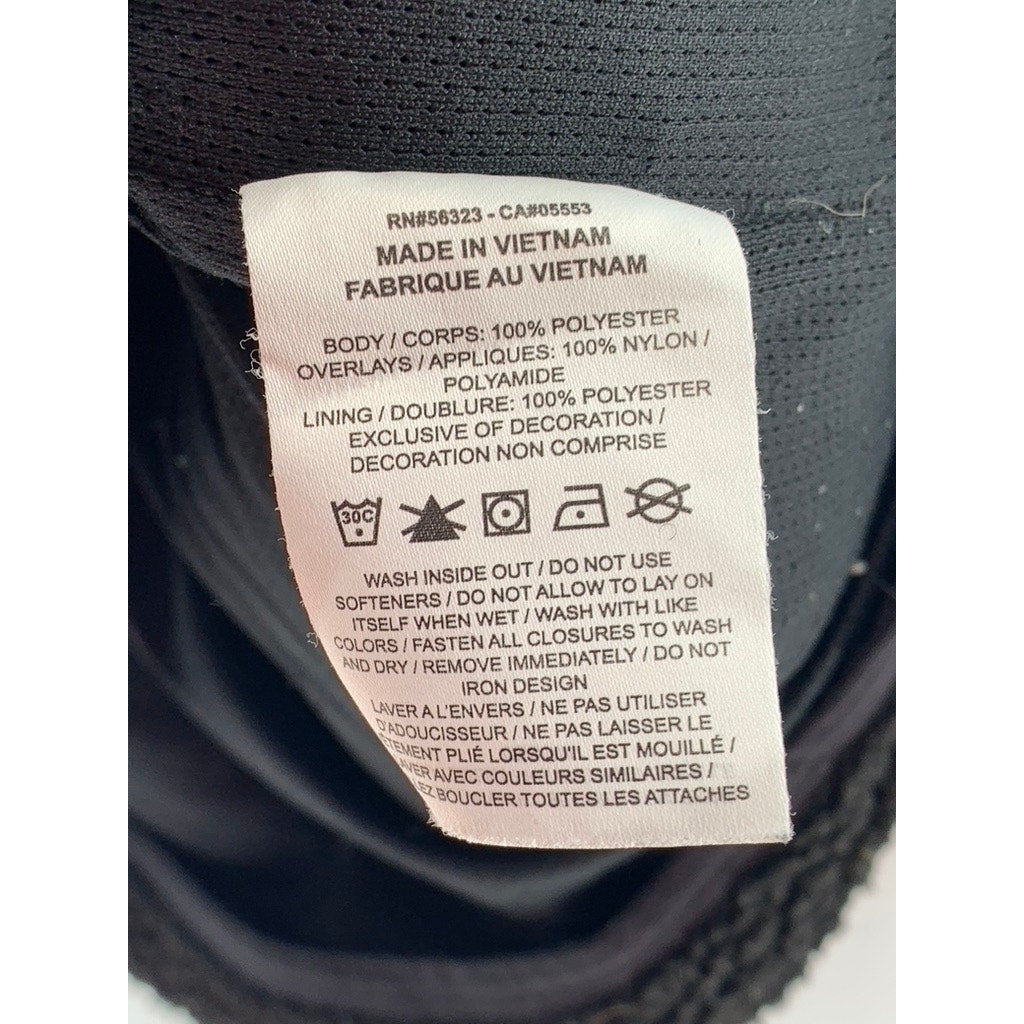 RN#56323 - CA#05553
MADE IN VIETNAM
FABRIQUE AU VIETNAM
BODY / CORPS: 100% POLYESTER
OVERLAYS / APPLIQUES: 100% NYLON /
POLYAMIDE
LINING / DOUBLURE: 100% POLYESTER
EXCLUSIVE OF DECORATION /
DECORATION NON COMPRISE
30C
WASH INSIDE OUT / DO NOT USE
SOFTENERS / DO NOT ALLOW TO LAY ON
ITSELF WHEN WET / WASH WITH LIKE
COLORS / FASTEN ALL CLOSURES TO WASH
AND DRY / REMOVE IMMEDIATELY / DO NOT
IRON DESIGN
LAVER A L'ENVERS / NE PAS UTILISER
D'ADOUCISSEUR / NE PAS LAISSER LE
PLIÉ LORSQU'IL EST MOUILLÉ /
AVEC COULEURS SIMILAIRES /
BOUCLER TOUTES LES ATTACHES